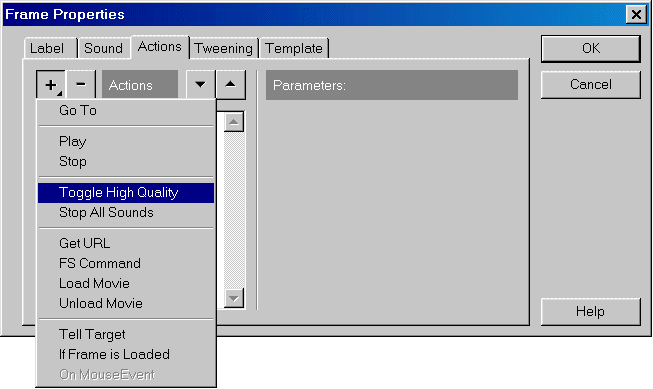 Frame Properties
Label Sound Actions Tweening Template
OK
Cancel
+ - Actions
Parameters:
Go To
Play
Stop
Toggle High Quality
Stop All Sounds
Get URL
FS Command
Load Movie
Unload Movie
Tell Target
If Frame is Loaded
On MouseEvent
Help